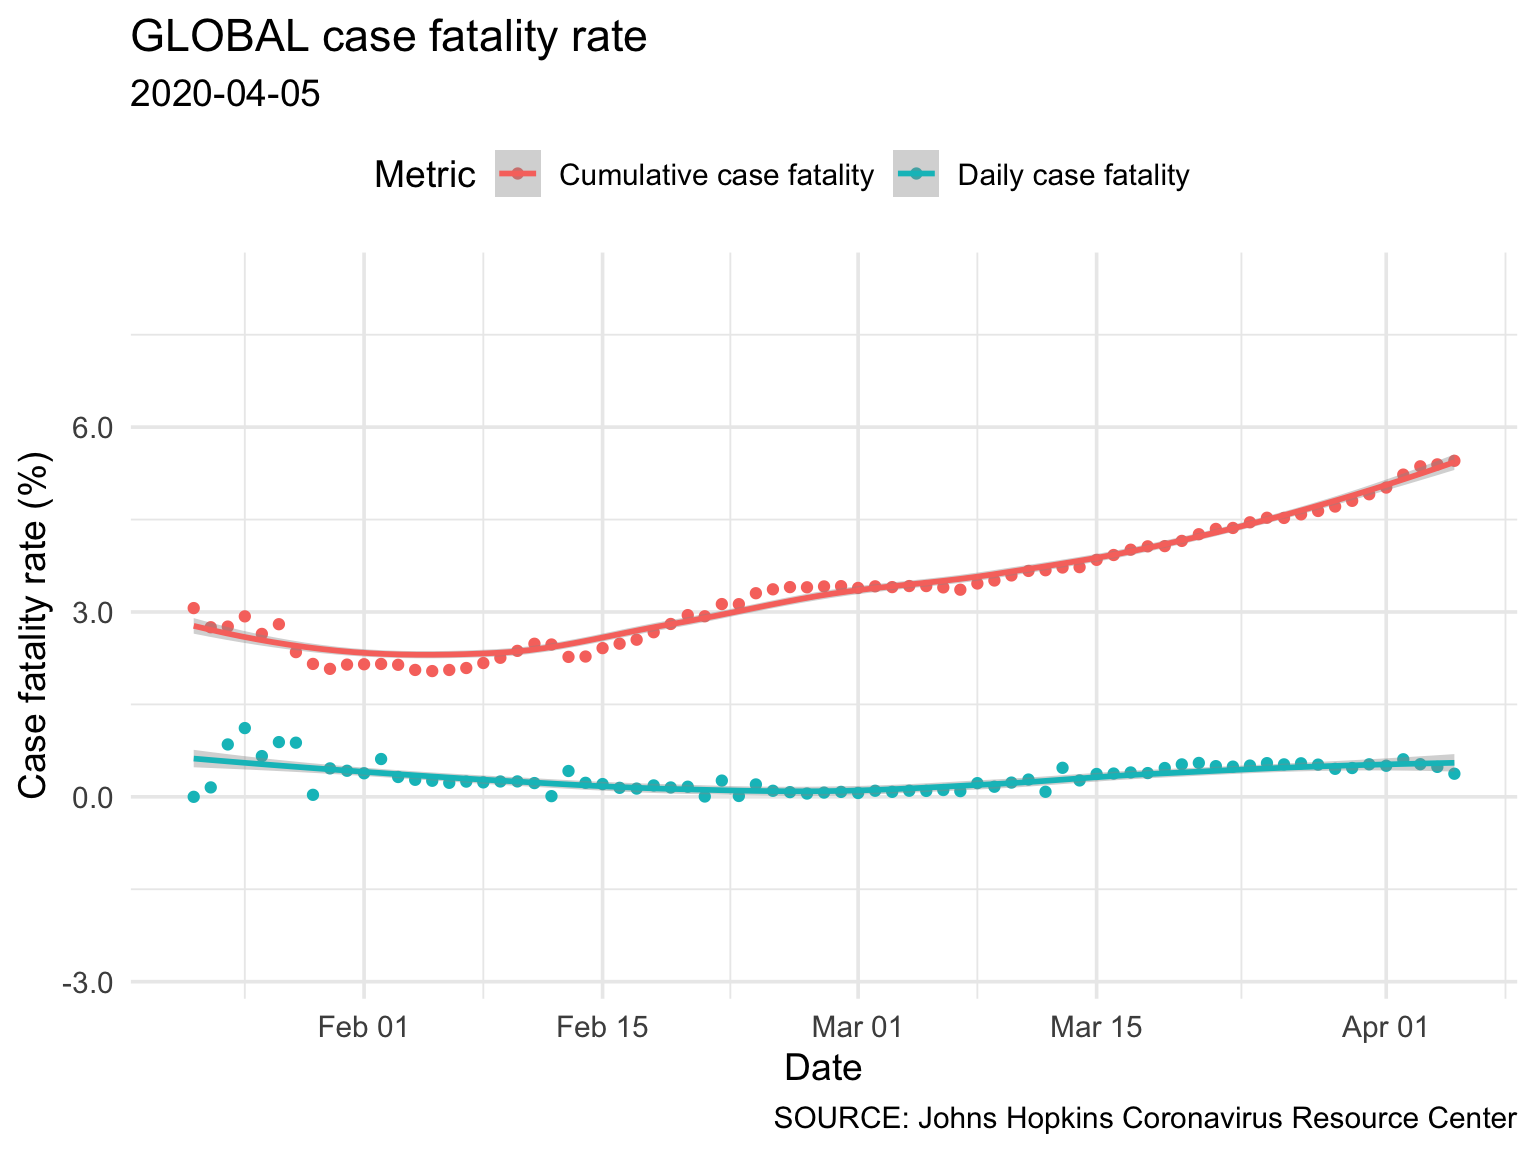 GLOBAL case fatality rate
2020-04-05
Metric Cumulative case fatality Daily case fatality
Case fatality rate (%)
6.0
3.0
0.0
-3.0
Feb 01 Feb 15 Mar 01 Mar 15 Apr 01
Date
SOURCE: Johns Hopkins Coronavirus Resource Center